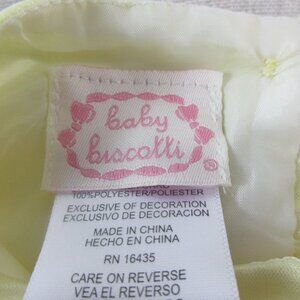 baby
biscotti
®
100%POLYESTER/POLIESTER
EXCLUSIVE OF DECORATION
EXCLUSIVO DE DECORACION
MADE IN CHINA
HECHO EN CHINA
RN 16435
CARE ON REVERSE
VEA EL REVERSO